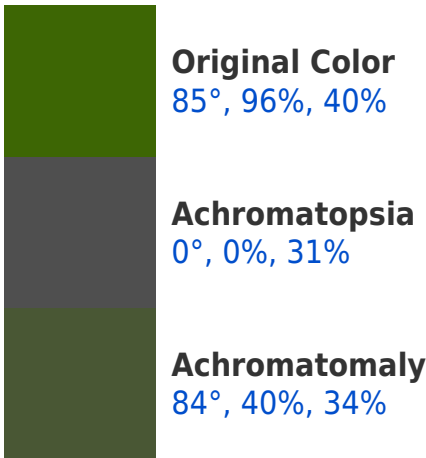 Original Color
85°, 96%, 40%
Achromatopsia
0°, 0%, 31%
Achromatomaly
84°, 40%, 34%